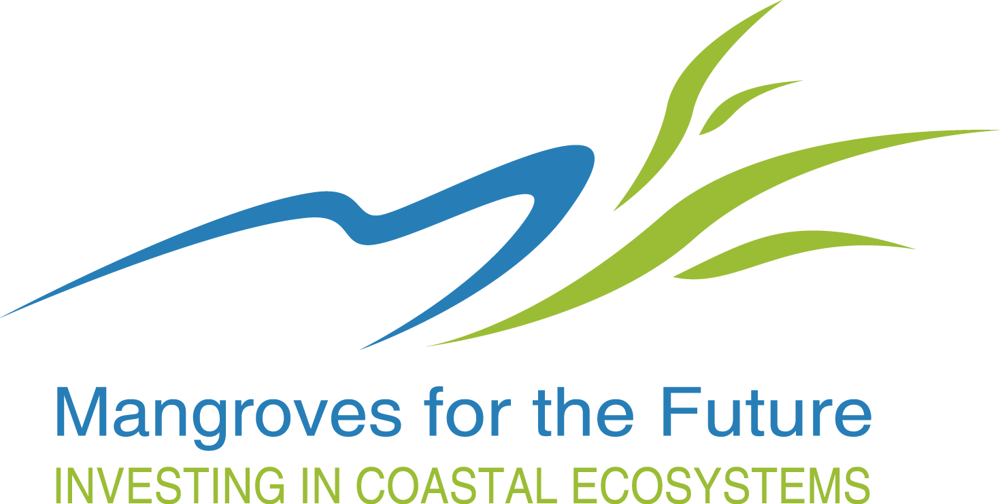 Mangroves for the Future
INVESTING IN COASTAL ECOSYSTEMS